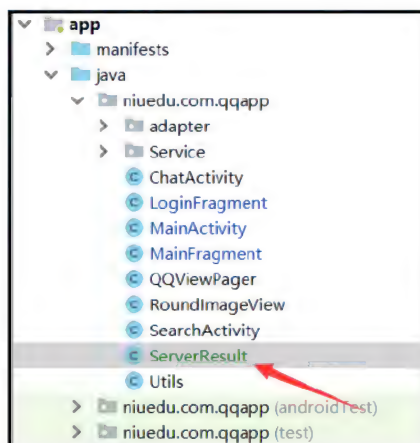 app
manifests
java
niuedu.com.qqapp
adapter
Service
ChatActivity
LoginFragment
MainActivity
MainFragment
QQViewPager
RoundImageView
SearchActivity
ServerResult
Utils
niuedu.com.qqapp (androidTest)
niuedu.com.qqapp (test)